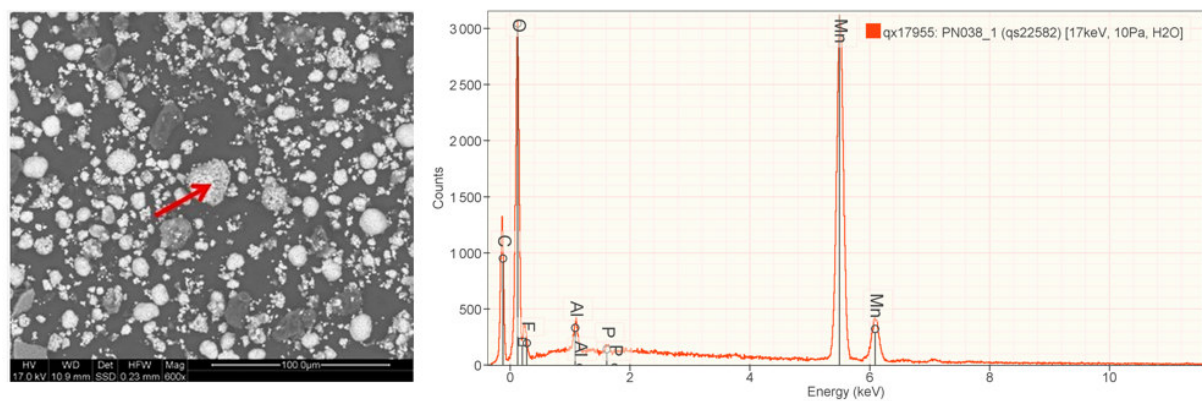 HV WD Det HFW Mag
17.0 kV 10.9 mm SSD 0.23 mm 600x
100.0µm
qx17955: PN038_1 (qs22582) [17keV, 10Pa, H2O]
Counts
3 000
2 500
2 000
1 500
1 000
500
0
C
O
F
Al
Al
P
P
Mn
Mn
0 2 4 6 8 10
Energy (keV)